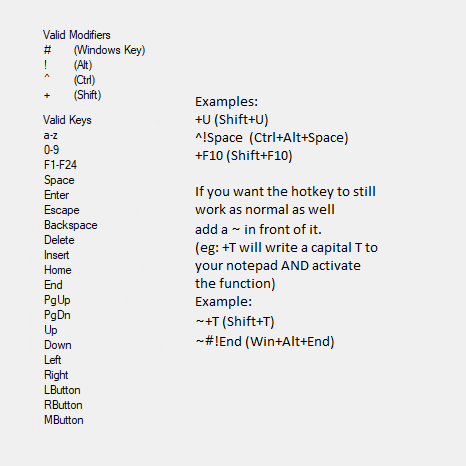 Valid Modifiers
# (Windows Key)
! (Alt)
^ (Ctrl)
+ (Shift)
Valid Keys
a-z
0-9
F1-F24
Space
Enter
Escape
Backspace
Delete
Insert
Home
End
PgUp
PgDn
Up
Down
Left
Right
LButton
RButton
MButton
Examples:
+U (Shift+U)
^!Space (Ctrl+Alt+Space)
+F10 (Shift+F10)
If you want the hotkey to still
work as normal as well
add a ~ in front of it.
(eg: +T will write a capital T to
your notepad AND activate
the function)
Example:
~+T (Shift+T)
~#!End (Win+Alt+End)